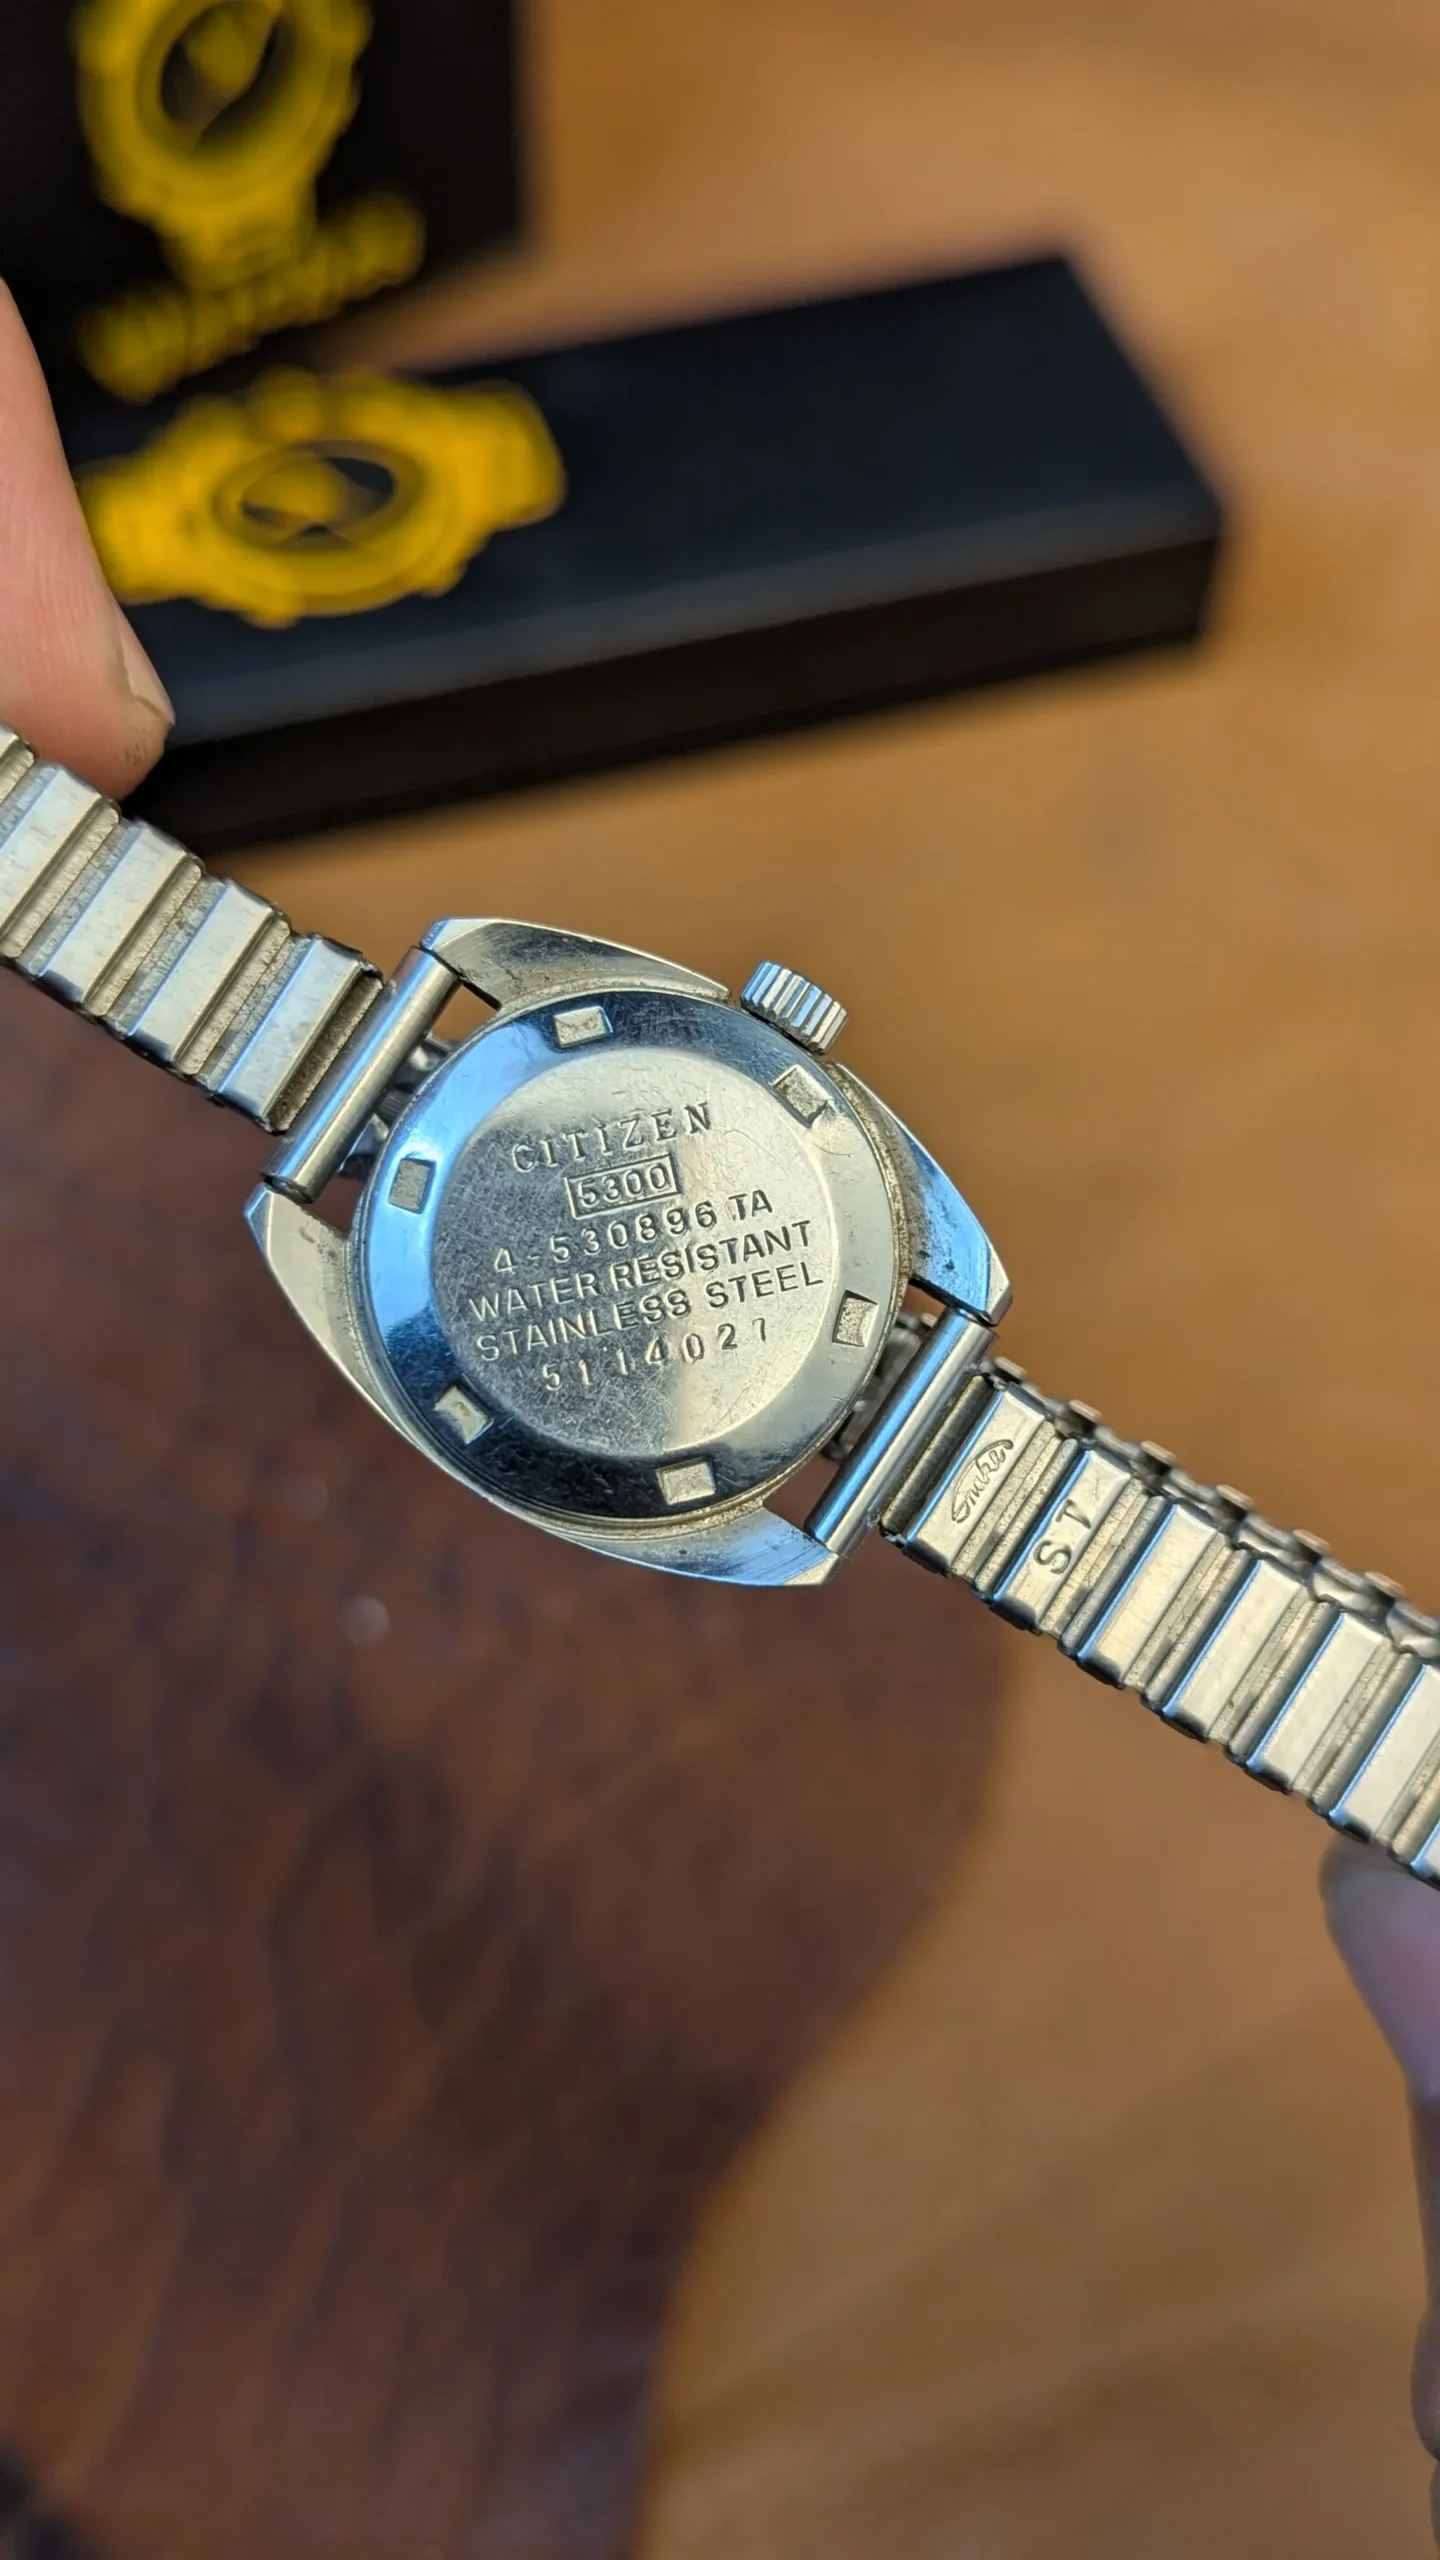 CITIZEN
5300
4-530896 TA
WATER RESISTANT
STAINLESS STEEL
5114027
ST